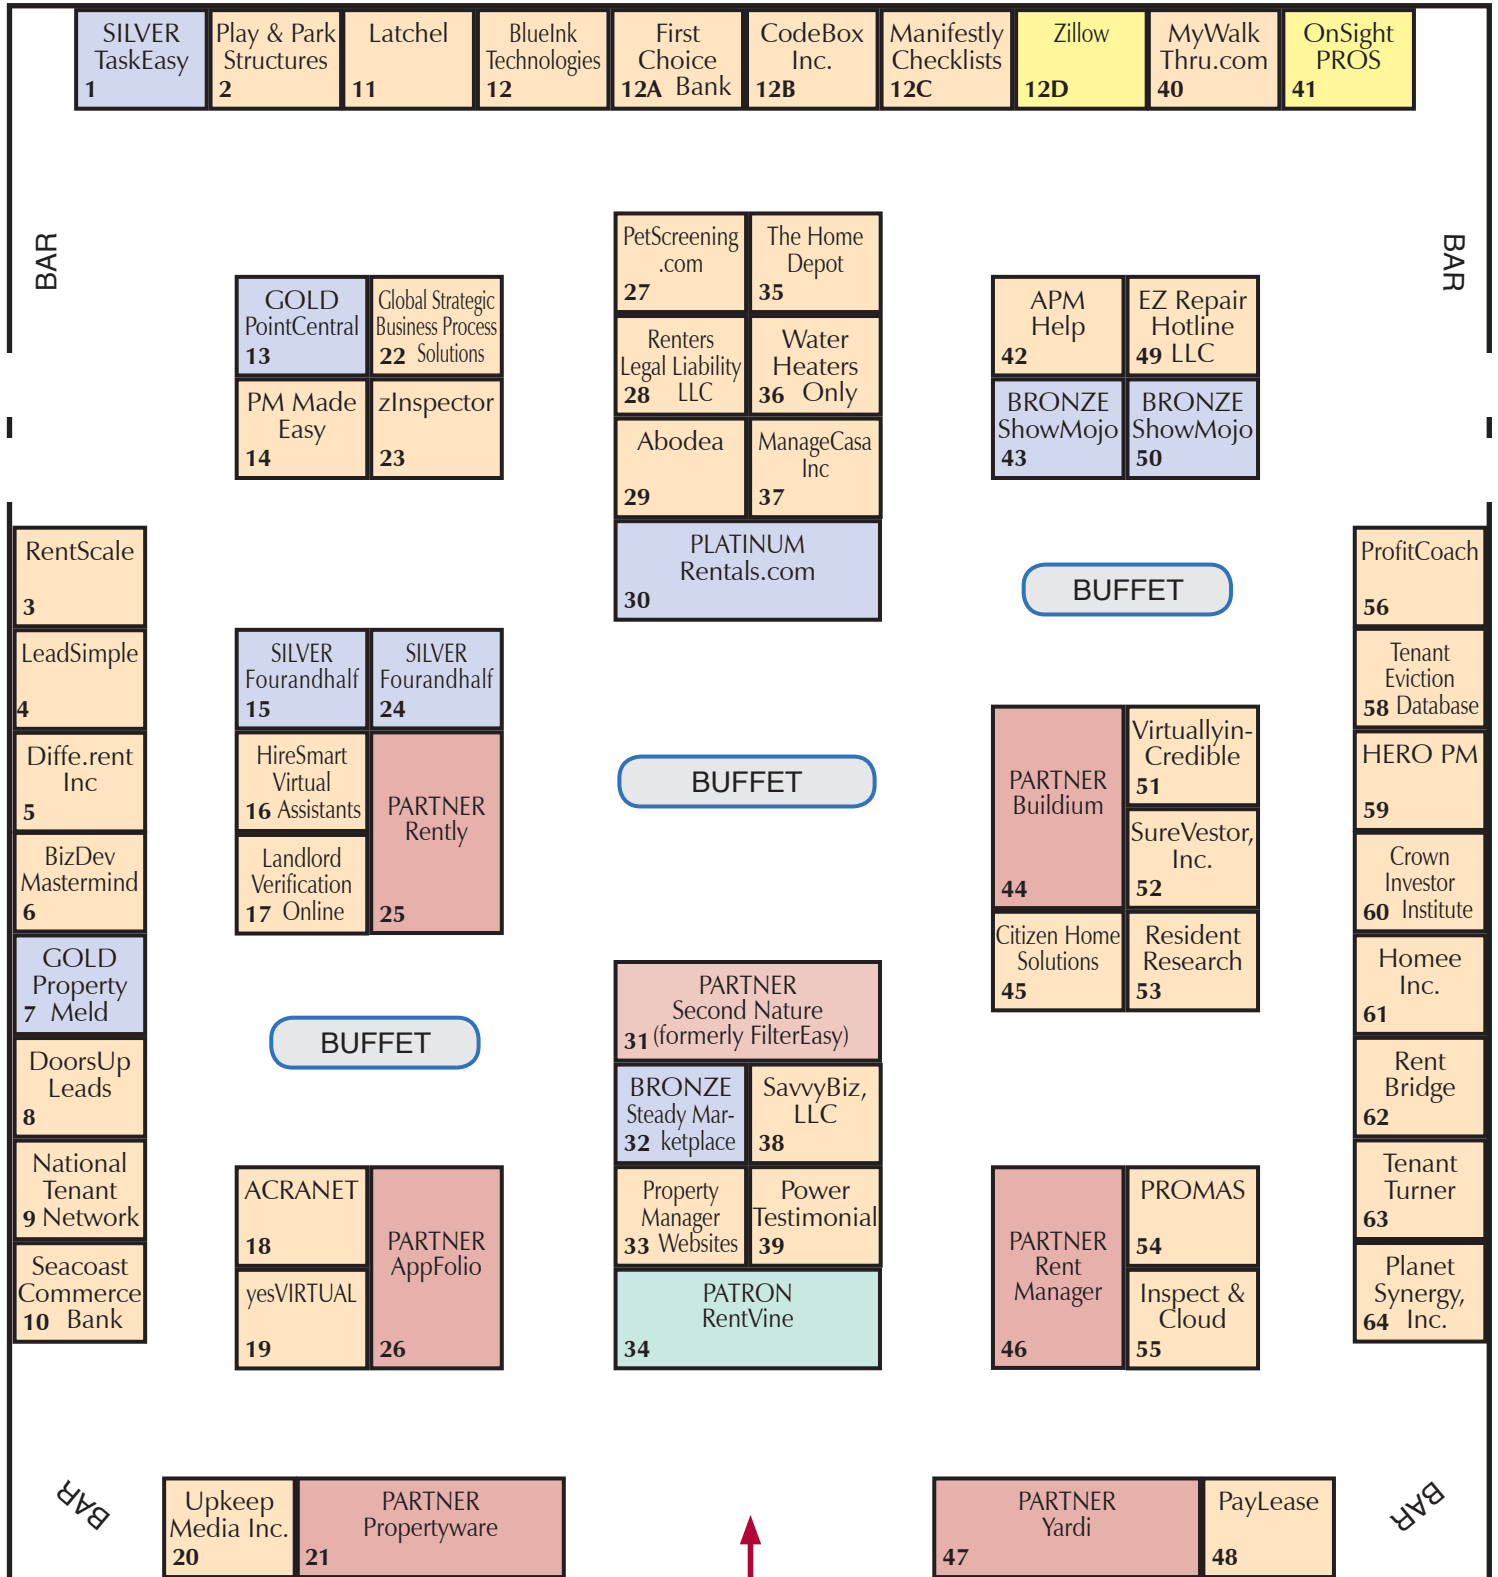 SILVER
TaskEasy
1
Play & Park
Structures
2
Latchel
11
BlueInk
Technologies
12
First
Choice
12A Bank
CodeBox
Inc.
12B
Manifestly
Checklists
12C
Zillow
12D
MyWalk
Thru.com
40
OnSight
PROS
41
BAR
BAR
GOLD
PointCentral
13
Global Strategic
Business Process
22 Solutions
PM Made
Easy
14
zInspector
23
PetScreening
.com
27
The Home
Depot
35
Renters
Legal Liability
28 LLC
Water
Heaters
36 Only
Abodea
29
ManageCasa
Inc
37
PLATINUM
Rentals.com
30
APM
Help
42
EZ Repair
Hotline
49 LLC
BRONZE
ShowMojo
43
BRONZE
ShowMojo
50
BUFFET
RentScale
3
LeadSimple
4
Diffe.rent
Inc
5
BizDev
Mastermind
6
GOLD
Property
7 Meld
DoorsUp
Leads
8
National
Tenant
9 Network
Seacoast
Commerce
10 Bank
SILVER
Fourandhalf
15
SILVER
Fourandhalf
24
HireSmart
Virtual
16 Assistants
PARTNER
Rently
25
Landlord
Verification
17 Online
BUFFET
BUFFET
PARTNER
Buildium
44
Virtuallyin-
Credible
51
SureVestor,
Inc.
52
Citizen Home
Solutions
45
Resident
Research
53
ProfitCoach
56
Tenant
Eviction
58 Database
HERO PM
59
Crown
Investor
60 Institute
Homee
Inc.
61
Rent
Bridge
62
Tenant
Turner
63
Planet
Synergy,
64 Inc.
PARTNER
Second Nature
31 (formerly FilterEasy)
BRONZE
Steady Mar-
32 ketplace
SavvyBiz,
LLC
38
Property
Manager
33 Websites
Power
Testimonial
39
PATRON
RentVine
34
ACRANET
18
PARTNER
AppFolio
26
yesVIRTUAL
19
PARTNER
Rent
Manager
46
PROMAS
54
Inspect &
Cloud
55
BAR
Upkeep
Media Inc.
20
PARTNER
Propertyware
21
PARTNER
Yardi
47
PayLease
48
BAR